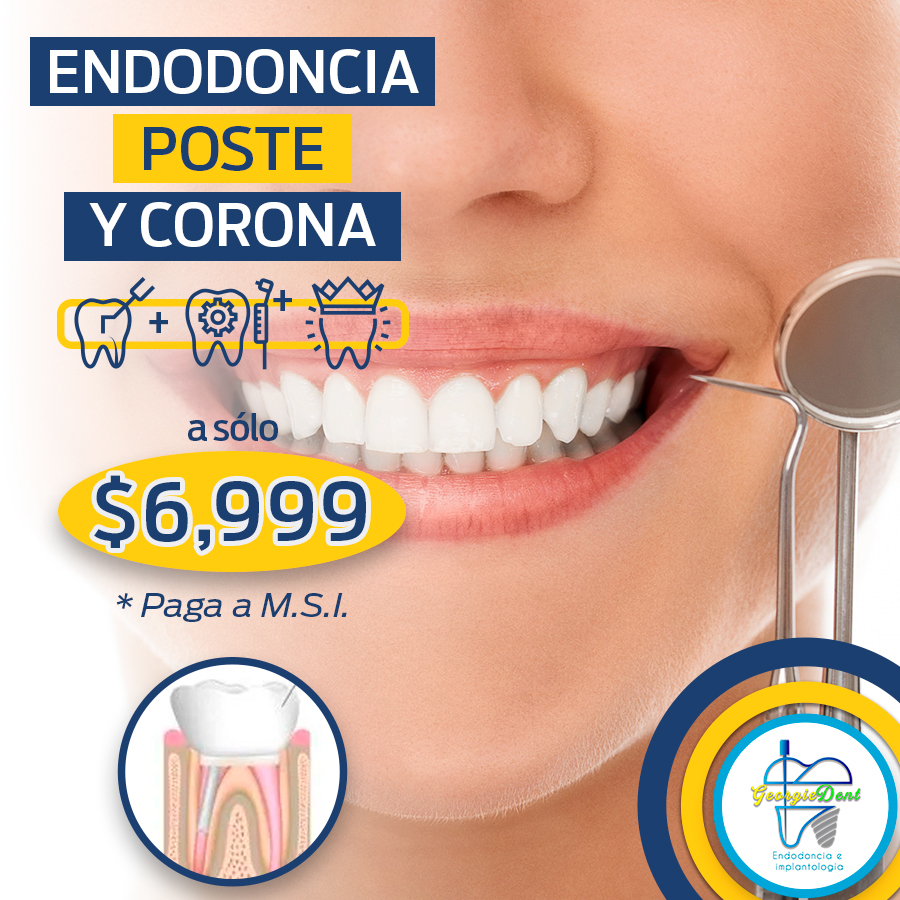 ENDODONCIA
POSTE
Y CORONA
a sólo
$6,999
* Paga a M.S.I.
GeorgieDent
Endodoncia e
implantología